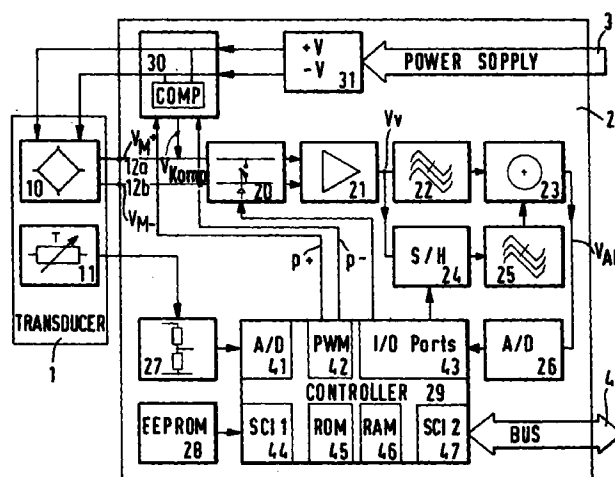 30
COMP
+V
-V
31
POWER SOPPLY
3
2
10
VM+
12a
12b
VM-
VKomp
20
21
Vv
22
23
T
11
TRANSDUCER
1
p+
p-
S/H
24
25
27
A/D
41
PWM
42
I/O Ports
43
A/D
26
CONTROLLER 29
EEPROM
28
SCI 1
44
ROM
45
RAM
46
SCI 2
47
BUS
4